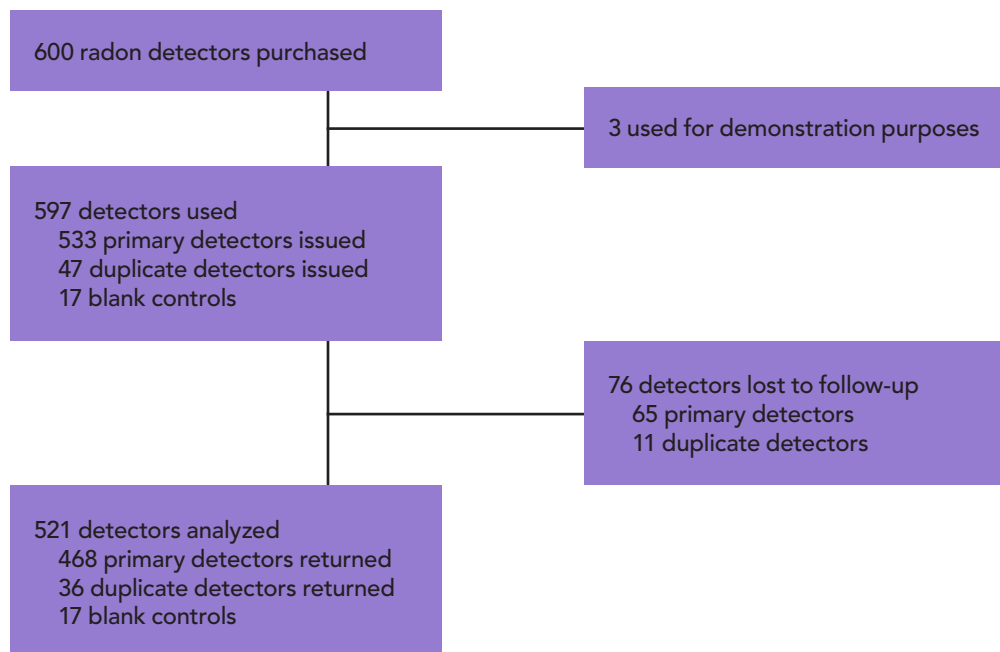 600 radon detectors purchased
3 used for demonstration purposes
597 detectors used
533 primary detectors issued
47 duplicate detectors issued
17 blank controls
76 detectors lost to follow-up
65 primary detectors
11 duplicate detectors
521 detectors analyzed
468 primary detectors returned
36 duplicate detectors returned
17 blank controls